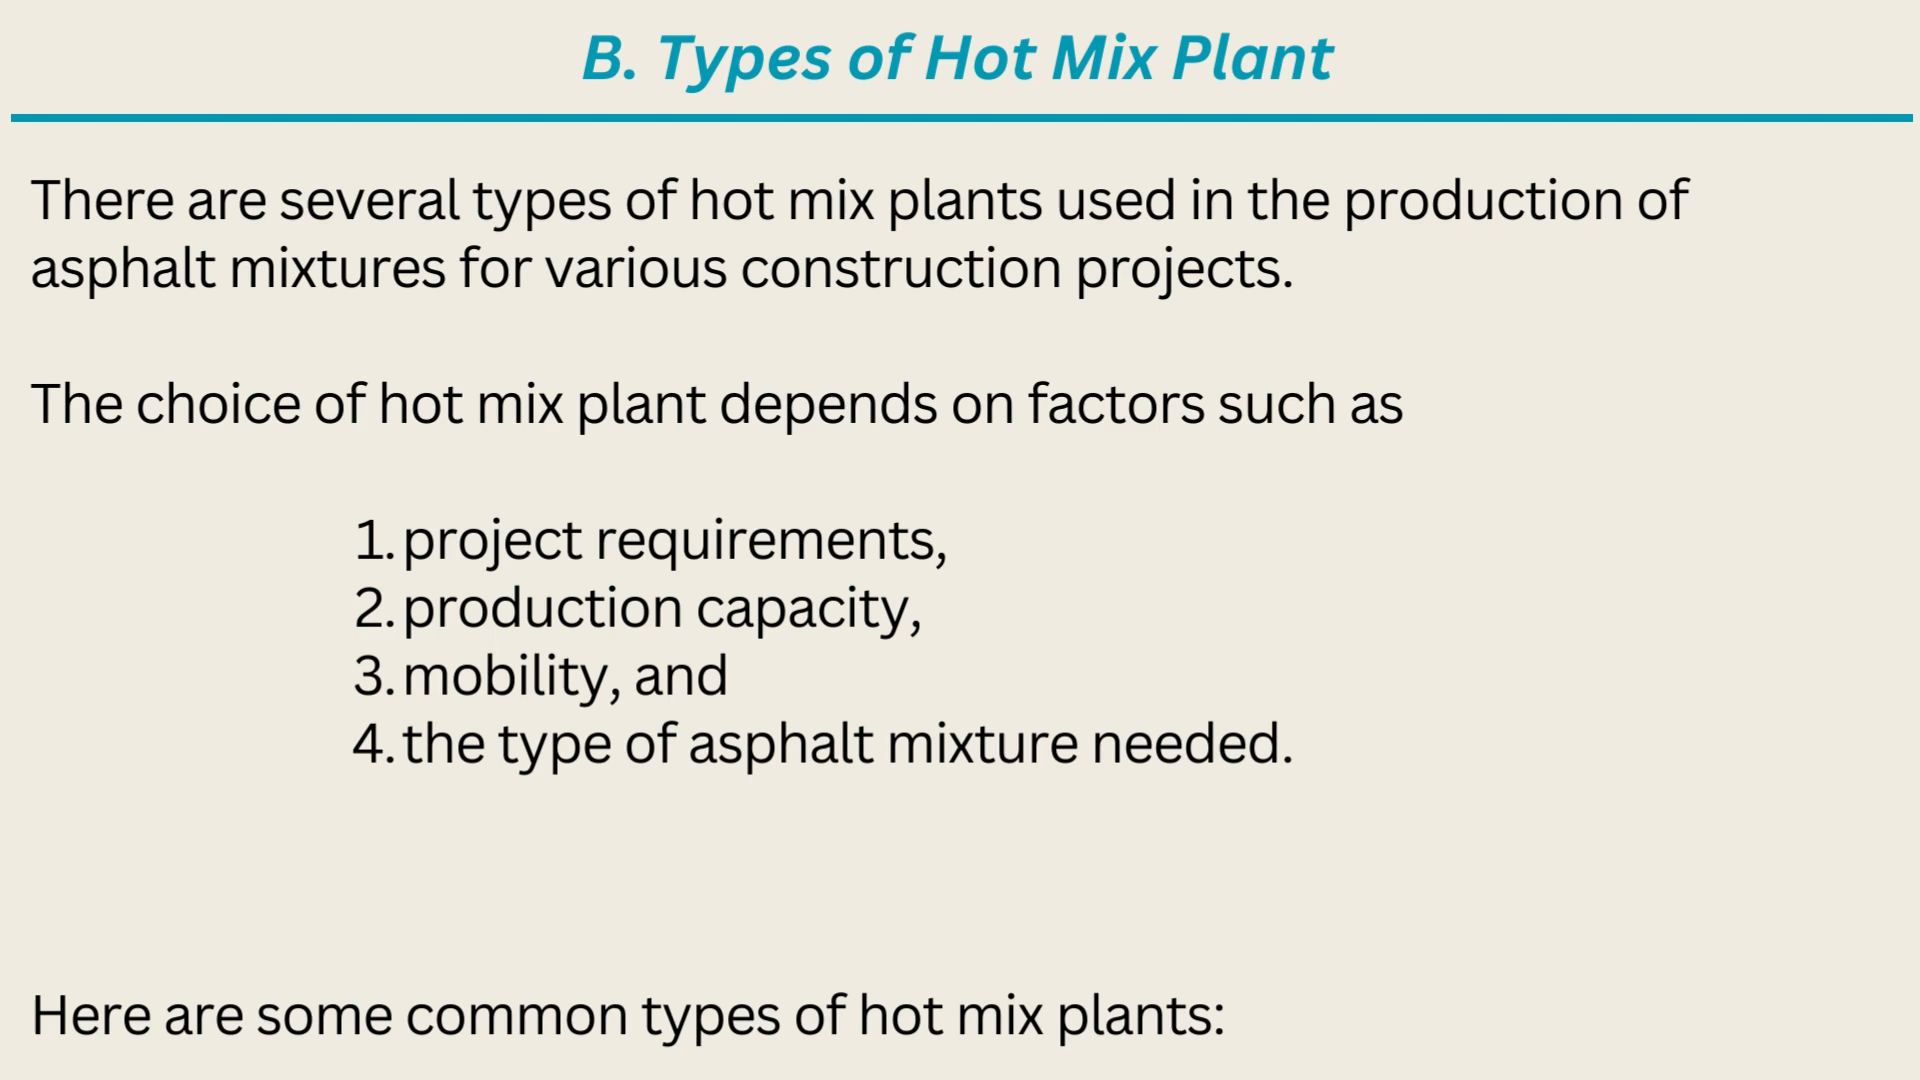 B. Types of Hot Mix Plant
There are several types of hot mix plants used in the production of
asphalt mixtures for various construction projects.
The choice of hot mix plant depends on factors such as
1. project requirements,
2. production capacity,
3. mobility, and
4. the type of asphalt mixture needed.
Here are some common types of hot mix plants: